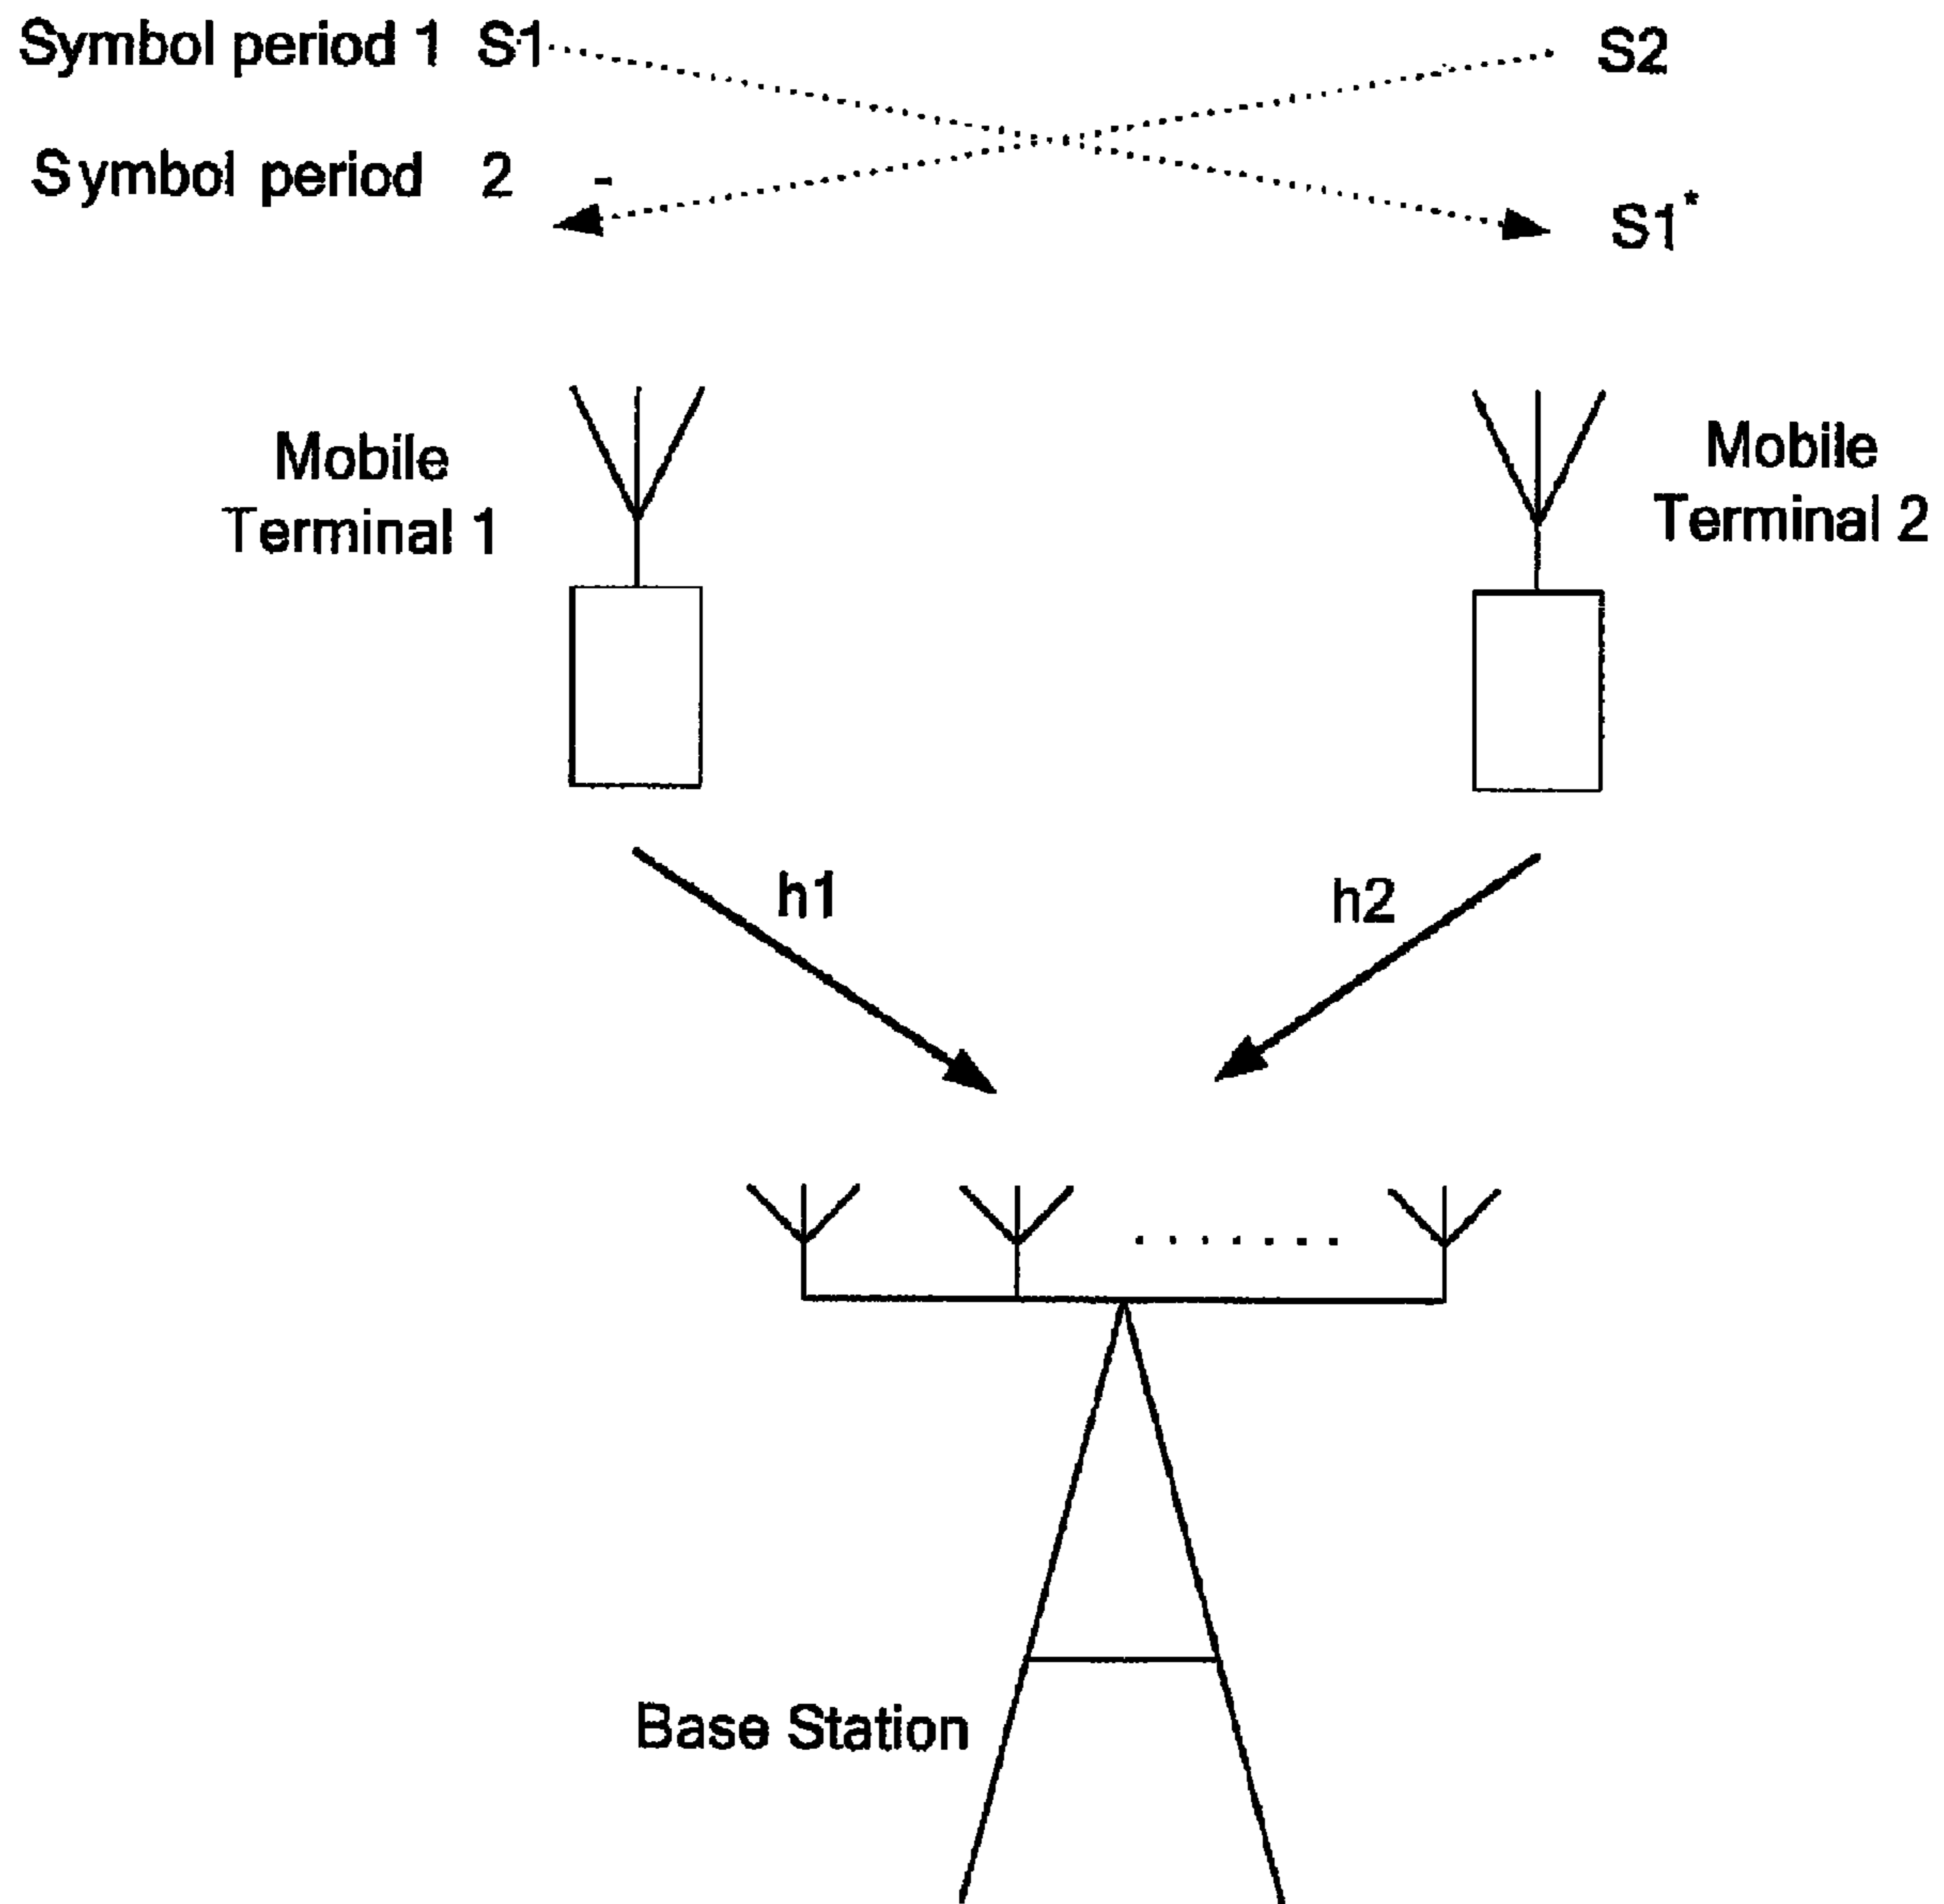 Symbol period 1 S1 S2
Symbol period 2 -
S1*
Mobile
Terminal 1
Mobile
Terminal 2
h1
h2
Base Station